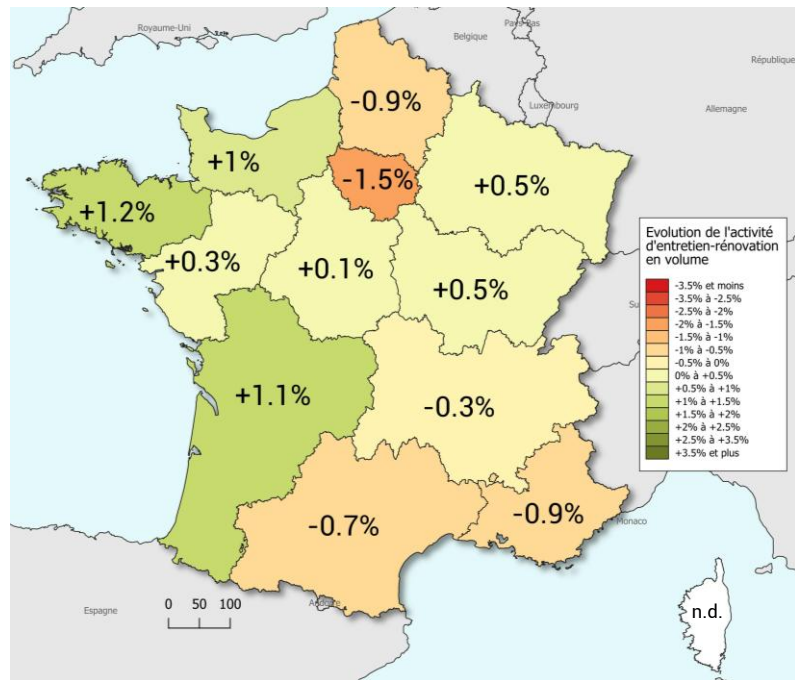 Royaume-Uni
Pays-Bas
Belgique
République
Luxembourg
Allemagne
-0.9%
+1%
-1.5%
+0.5%
+1.2%
+0.3%
+0.1%
+0.5%
Evolution de l'activité
d'entretien-rénovation
en volume
-3.5% et moins
-3.5% à -2.5%
-2.5% à -2%
-2% à -1.5%
-1.5% à -1%
-1% à -0.5%
-0.5% à 0%
0% à +0.5%
+0.5% à +1%
+1% à +1.5%
+1.5% à +2%
+2% à +2.5%
+2.5% à +3.5%
+3.5% et plus
Su
+1.1%
-0.3%
-0.7%
-0.9%
Monaco
Espagne
0 50 100
Andorre
n.d.